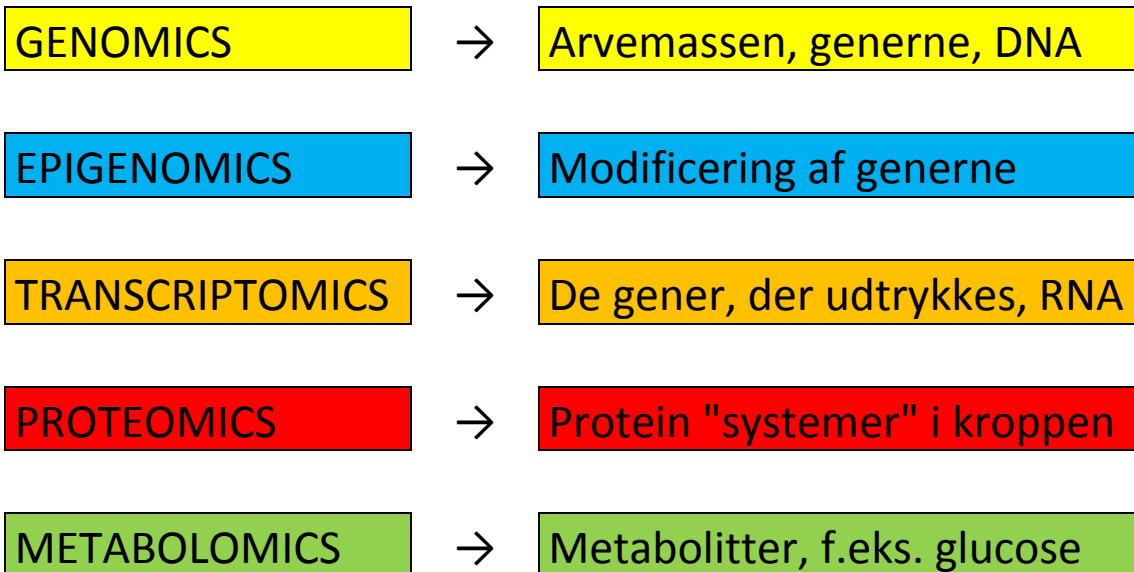 GENOMICS → Arvemassen, generne, DNA
EPIGENOMICS → Modificering af generne
TRANSCRIPTOMICS → De gener, der udtrykkes, RNA
PROTEOMICS → Protein "systemer" i kroppen
METABOLOMICS → Metabolitter, f.eks. glucose